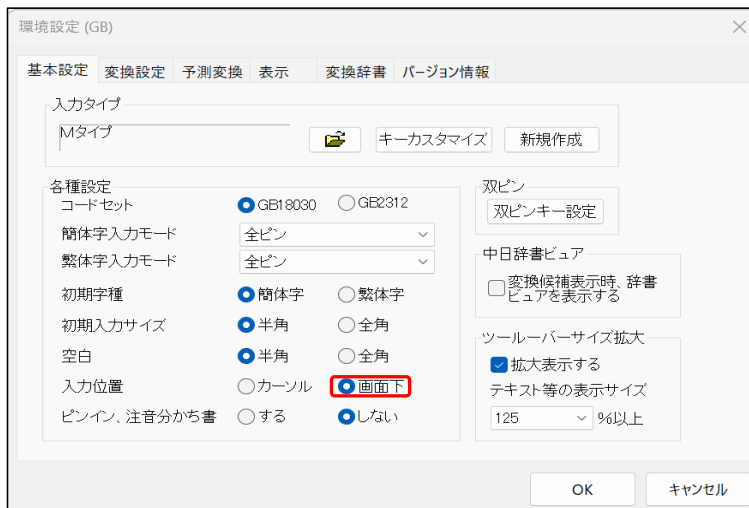 環境設定 (GB)
基本設定 変換設定 予測変換 表示 変換辞書 バージョン情報
入力タイプ
Mタイプ キーカスタマイズ 新規作成
各種設定
コードセット GB18030 GB2312
簡体字入力モード 全ピン
繁体字入力モード 全ピン
初期字種 簡体字 繁体字
初期入力サイズ 半角 全角
空白 半角 全角
入力位置 カーソル 画面下
ピンイン、注音分かち書 する しない
双ピン
双ピンキー設定
中日辞書ビュア
変換候補表示時、辞書
ビュアを表示する
ツールーバーサイズ拡大
拡大表示する
テキスト等の表示サイズ
125 %以上
OK キャンセル